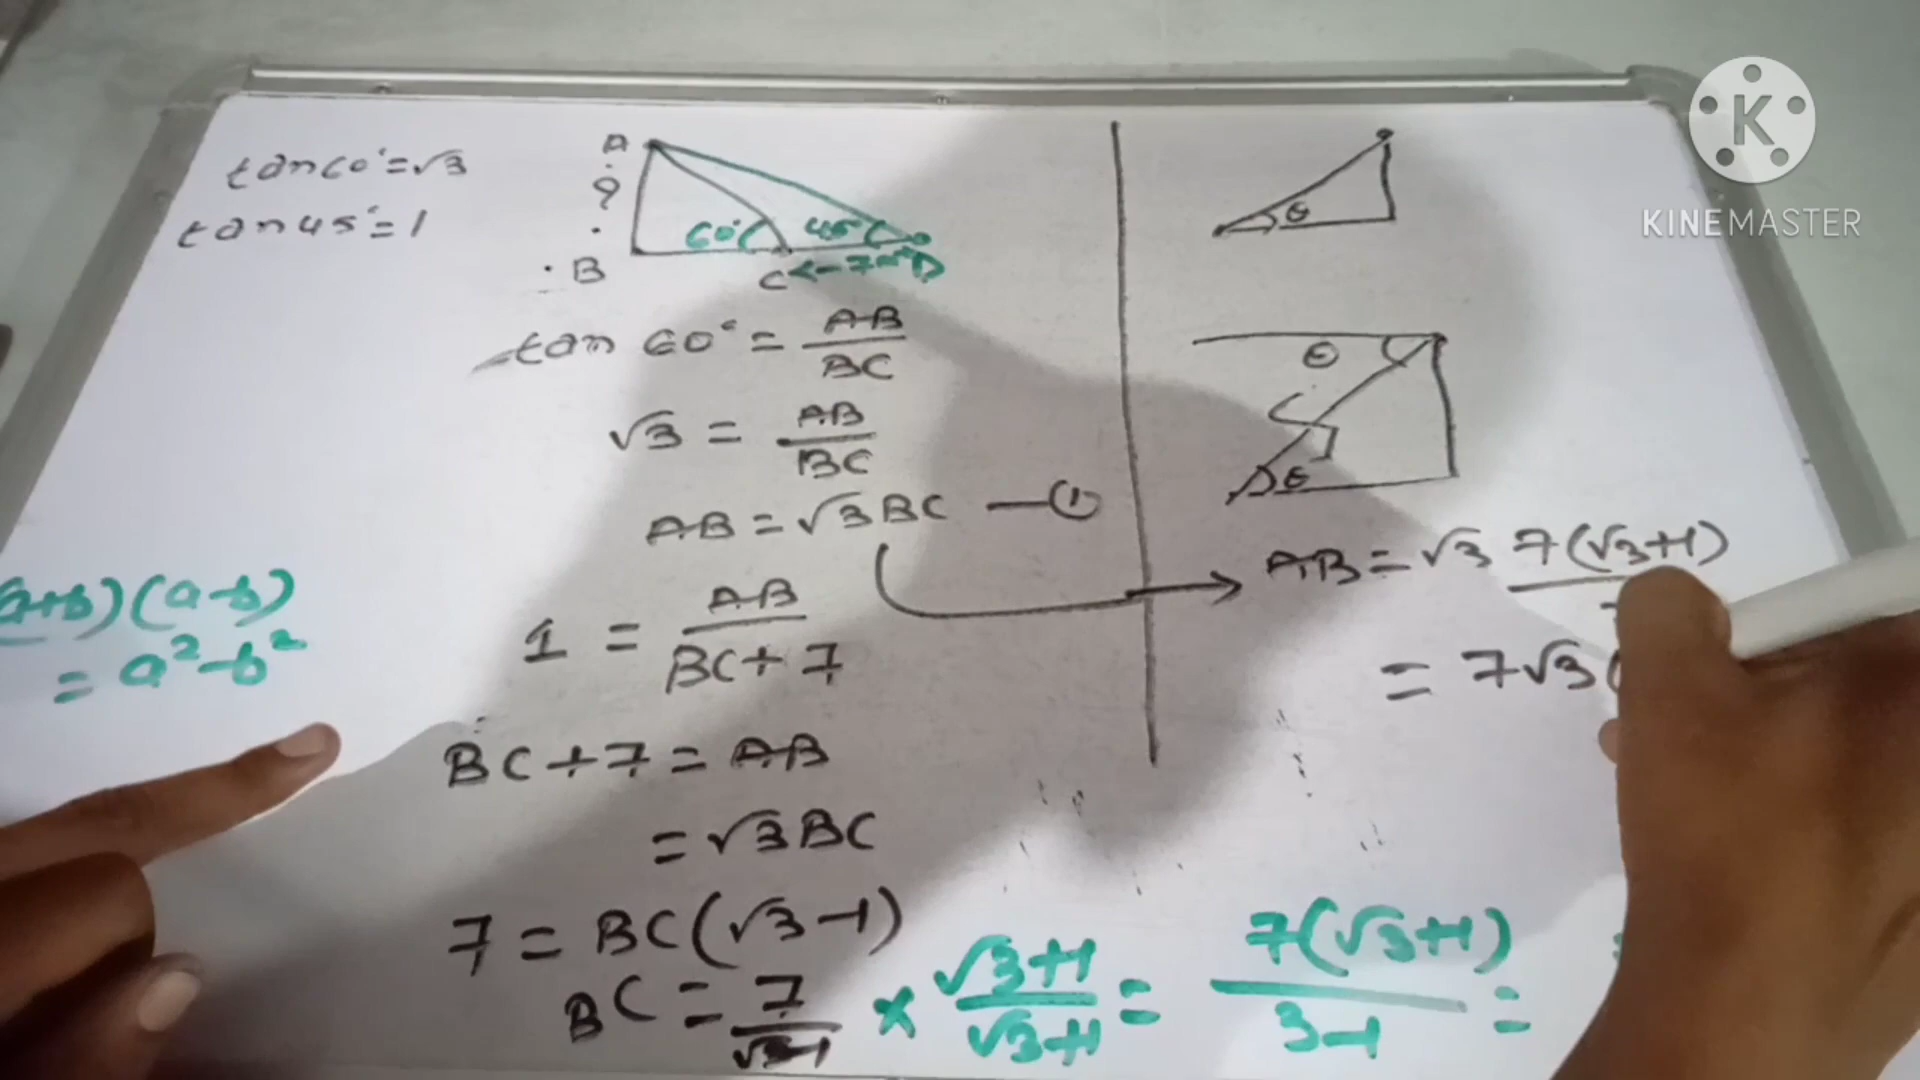 tan60°=√3
tan45°=1
A
?
B
60°
45°
C
←7m→D
tan 60° = AB/BC
√3 = AB/BC
AB = √3BC —①
1 = AB/BC+7
BC+7 = AB
= √3BC
7 = BC(√3-1)
BC = 7/√3-1 × √3+1/√3+1 = 7(√3+1)/3-1 =
(a+b)(a-b)
= a²-b²
θ
θ
θ
AB = √3 7(√3+1)
= 7√3(
K
KINEMASTER